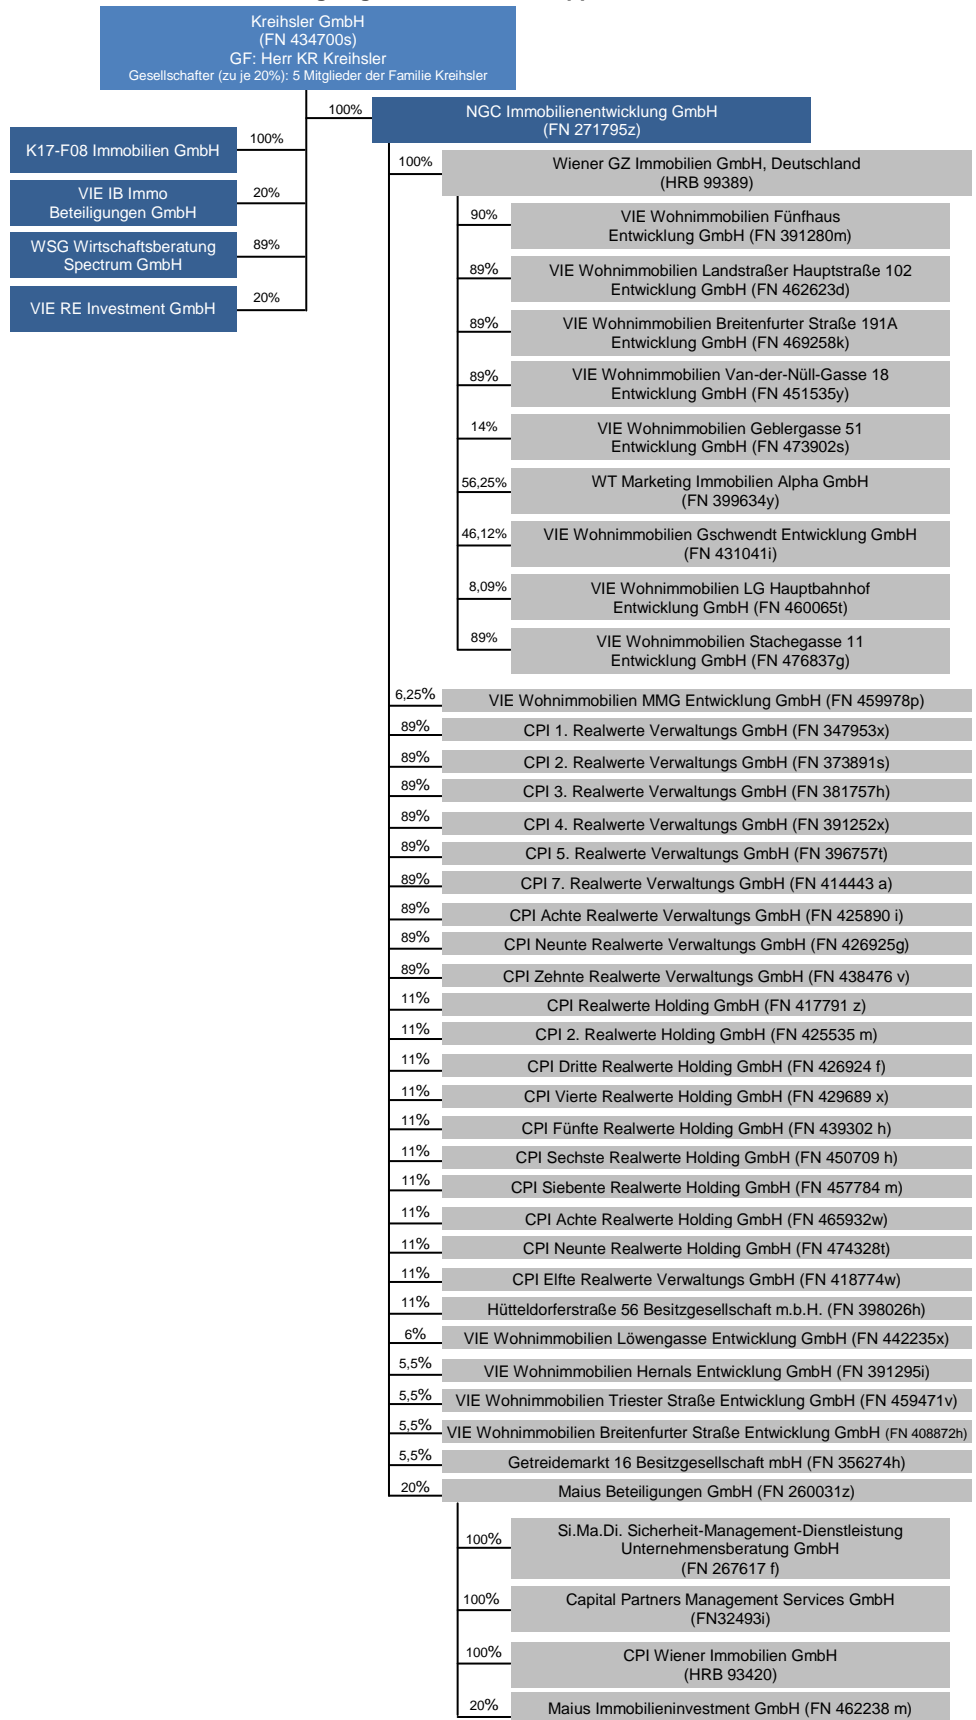 Kreihsler GmbH
(FN 434700s)
GF: Herr KR Kreihsler
Gesellschafter (zu je 20%): 5 Mitglieder der Familie Kreihsler
100%
NGC Immobilienentwicklung GmbH
(FN 271795z)
K17-F08 Immobilien GmbH
100%
VIE IB Immo
Beteiligungen GmbH
20%
WSG Wirtschaftsberatung
Spectrum GmbH
89%
VIE RE Investment GmbH
20%
100%
Wiener GZ Immobilien GmbH, Deutschland
(HRB 99389)
90%
VIE Wohnimmobilien Fünfhaus
Entwicklung GmbH (FN 391280m)
89%
VIE Wohnimmobilien Landstraßer Hauptstraße 102
Entwicklung GmbH (FN 462623d)
89%
VIE Wohnimmobilien Breitenfurter Straße 191A
Entwicklung GmbH (FN 469258k)
89%
VIE Wohnimmobilien Van-der-Nüll-Gasse 18
Entwicklung GmbH (FN 451535y)
14%
VIE Wohnimmobilien Geblergasse 51
Entwicklung GmbH (FN 473902s)
56,25%
WT Marketing Immobilien Alpha GmbH
(FN 399634y)
46,12%
VIE Wohnimmobilien Gschwendt Entwicklung GmbH
(FN 431041i)
8,09%
VIE Wohnimmobilien LG Hauptbahnhof
Entwicklung GmbH (FN 460065t)
89%
VIE Wohnimmobilien Stachegasse 11
Entwicklung GmbH (FN 476837g)
6,25%
VIE Wohnimmobilien MMG Entwicklung GmbH (FN 459978p)
89%
CPI 1. Realwerte Verwaltungs GmbH (FN 347953x)
89%
CPI 2. Realwerte Verwaltungs GmbH (FN 373891s)
89%
CPI 3. Realwerte Verwaltungs GmbH (FN 381757h)
89%
CPI 4. Realwerte Verwaltungs GmbH (FN 391252x)
89%
CPI 5. Realwerte Verwaltungs GmbH (FN 396757t)
89%
CPI 7. Realwerte Verwaltungs GmbH (FN 414443 a)
89%
CPI Achte Realwerte Verwaltungs GmbH (FN 425890 i)
89%
CPI Neunte Realwerte Verwaltungs GmbH (FN 426925g)
89%
CPI Zehnte Realwerte Verwaltungs GmbH (FN 438476 v)
11%
CPI Realwerte Holding GmbH (FN 417791 z)
11%
CPI 2. Realwerte Holding GmbH (FN 425535 m)
11%
CPI Dritte Realwerte Holding GmbH (FN 426924 f)
11%
CPI Vierte Realwerte Holding GmbH (FN 429689 x)
11%
CPI Fünfte Realwerte Holding GmbH (FN 439302 h)
11%
CPI Sechste Realwerte Holding GmbH (FN 450709 h)
11%
CPI Siebente Realwerte Holding GmbH (FN 457784 m)
11%
CPI Achte Realwerte Holding GmbH (FN 465932w)
11%
CPI Neunte Realwerte Holding GmbH (FN 474328t)
11%
CPI Elfte Realwerte Verwaltungs GmbH (FN 418774w)
11%
Hütteldorferstraße 56 Besitzgesellschaft m.b.H. (FN 398026h)
6%
VIE Wohnimmobilien Löwengasse Entwicklung GmbH (FN 442235x)
5,5%
VIE Wohnimmobilien Hernals Entwicklung GmbH (FN 391295i)
5,5%
VIE Wohnimmobilien Triester Straße Entwicklung GmbH (FN 459471v)
5,5%
VIE Wohnimmobilien Breitenfurter Straße Entwicklung GmbH (FN 408872h)
5,5%
Getreidemarkt 16 Besitzgesellschaft mbH (FN 356274h)
20%
Maius Beteiligungen GmbH (FN 260031z)
100%
Si.Ma.Di. Sicherheit-Management-Dienstleistung
Unternehmensberatung GmbH
(FN 267617 f)
100%
Capital Partners Management Services GmbH
(FN32493i)
100%
CPI Wiener Immobilien GmbH
(HRB 93420)
20%
Maius Immobilieninvestment GmbH (FN 462238 m)